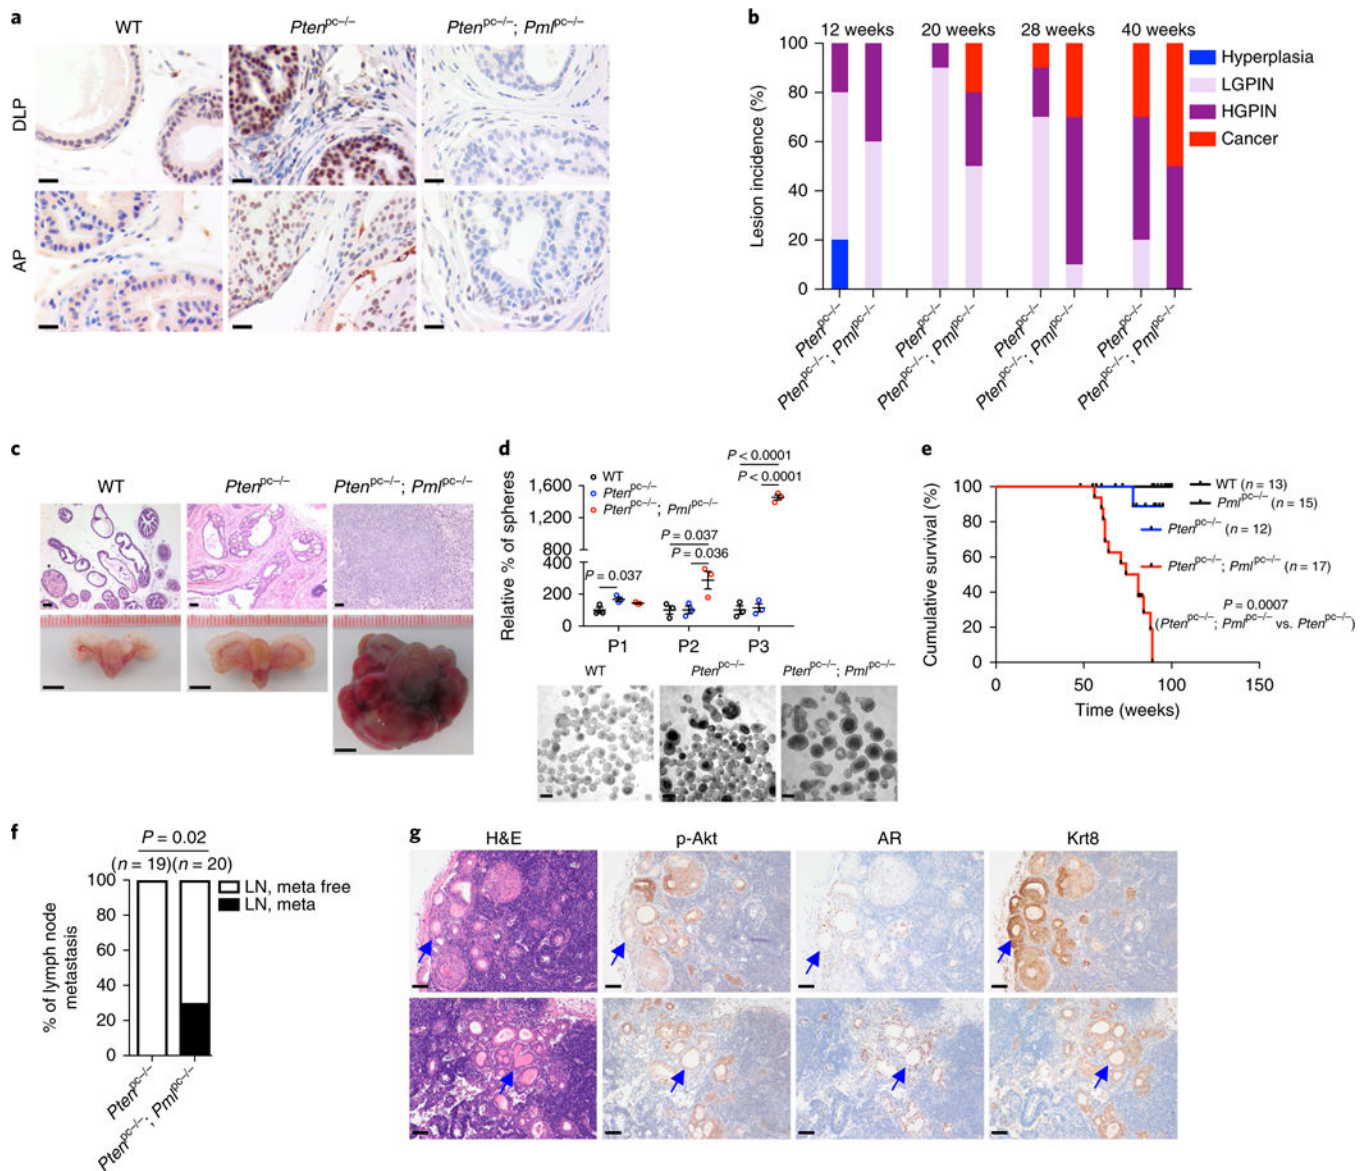 a
WT
Pten^pc−/−
Pten^pc−/−; Pml^pc−/−
DLP
AP
b
12 weeks
20 weeks
28 weeks
40 weeks
Lesion incidence (%)
100
80
60
40
20
0
Hyperplasia
LGPIN
HGPIN
Cancer
Pten^pc−/−
Pten^pc−/−; Pml^pc−/−
Pten^pc−/−
Pten^pc−/−; Pml^pc−/−
Pten^pc−/−
Pten^pc−/−; Pml^pc−/−
Pten^pc−/−
Pten^pc−/−; Pml^pc−/−
c
WT
Pten^pc−/−
Pten^pc−/−; Pml^pc−/−
d
WT
Pten^pc−/−
Pten^pc−/−; Pml^pc−/−
P < 0.0001
P < 0.0001
P = 0.037
P = 0.036
P = 0.037
Relative % of spheres
1,600
1,200
800
400
200
0
P1
P2
P3
WT
Pten^pc−/−
Pten^pc−/−; Pml^pc−/−
e
Cumulative survival (%)
100
80
60
40
20
0
WT (n = 13)
Pml^pc−/− (n = 15)
Pten^pc−/− (n = 12)
Pten^pc−/−; Pml^pc−/− (n = 17)
P = 0.0007
(Pten^pc−/−; Pml^pc−/− vs. Pten^pc−/−)
0
50
100
150
Time (weeks)
f
P = 0.02
(n = 19)(n = 20)
% of lymph node
metastasis
100
80
60
40
20
0
LN, meta free
LN, meta
Pten^pc−/−
Pten^pc−/−; Pml^pc−/−
g
H&E
p-Akt
AR
Krt8